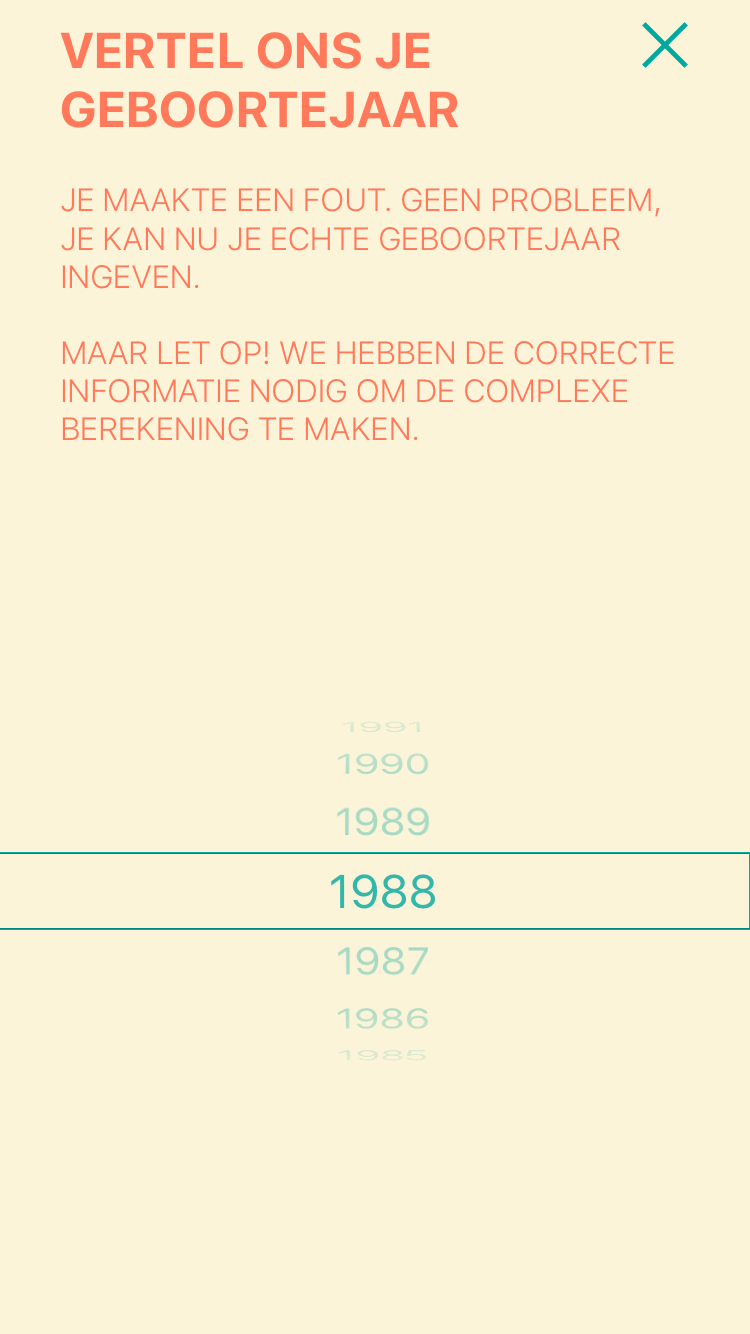 VERTEL ONS JE
GEBOORTEJAAR
JE MAAKTE EEN FOUT. GEEN PROBLEEM,
JE KAN NU JE ECHTE GEBOORTEJAAR
INGEVEN.
MAAR LET OP! WE HEBBEN DE CORRECTE
INFORMATIE NODIG OM DE COMPLEXE
BEREKENING TE MAKEN.
1991
1990
1989
1988
1987
1986
1985